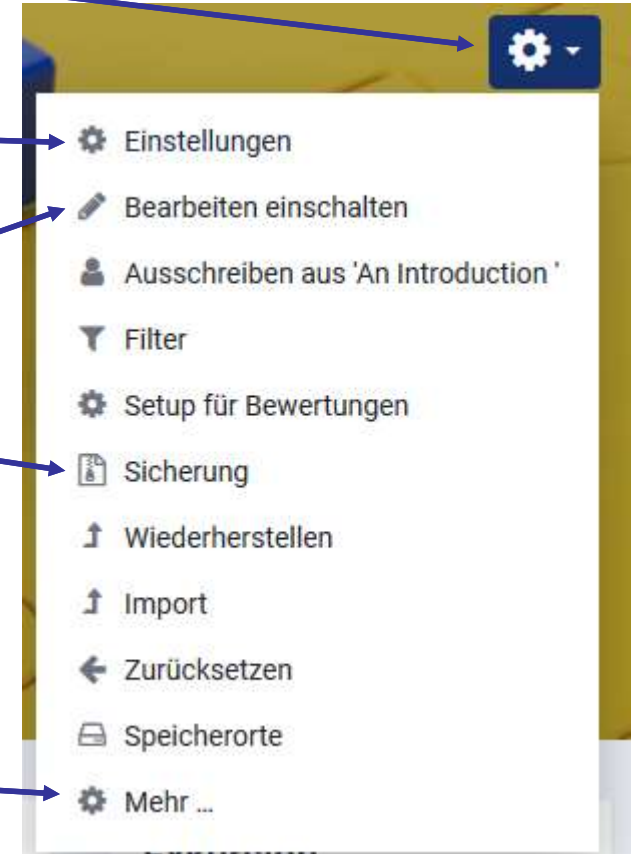 Einstellungen
Bearbeiten einschalten
Ausschreiben aus 'An Introduction '
Filter
Setup für Bewertungen
Sicherung
Wiederherstellen
Import
Zurücksetzen
Speicherorte
Mehr ...